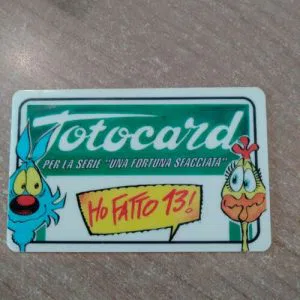 Totocard
PER LA SERIE "UNA FORTUNA SFACCIATA"
HO FATTO 13!